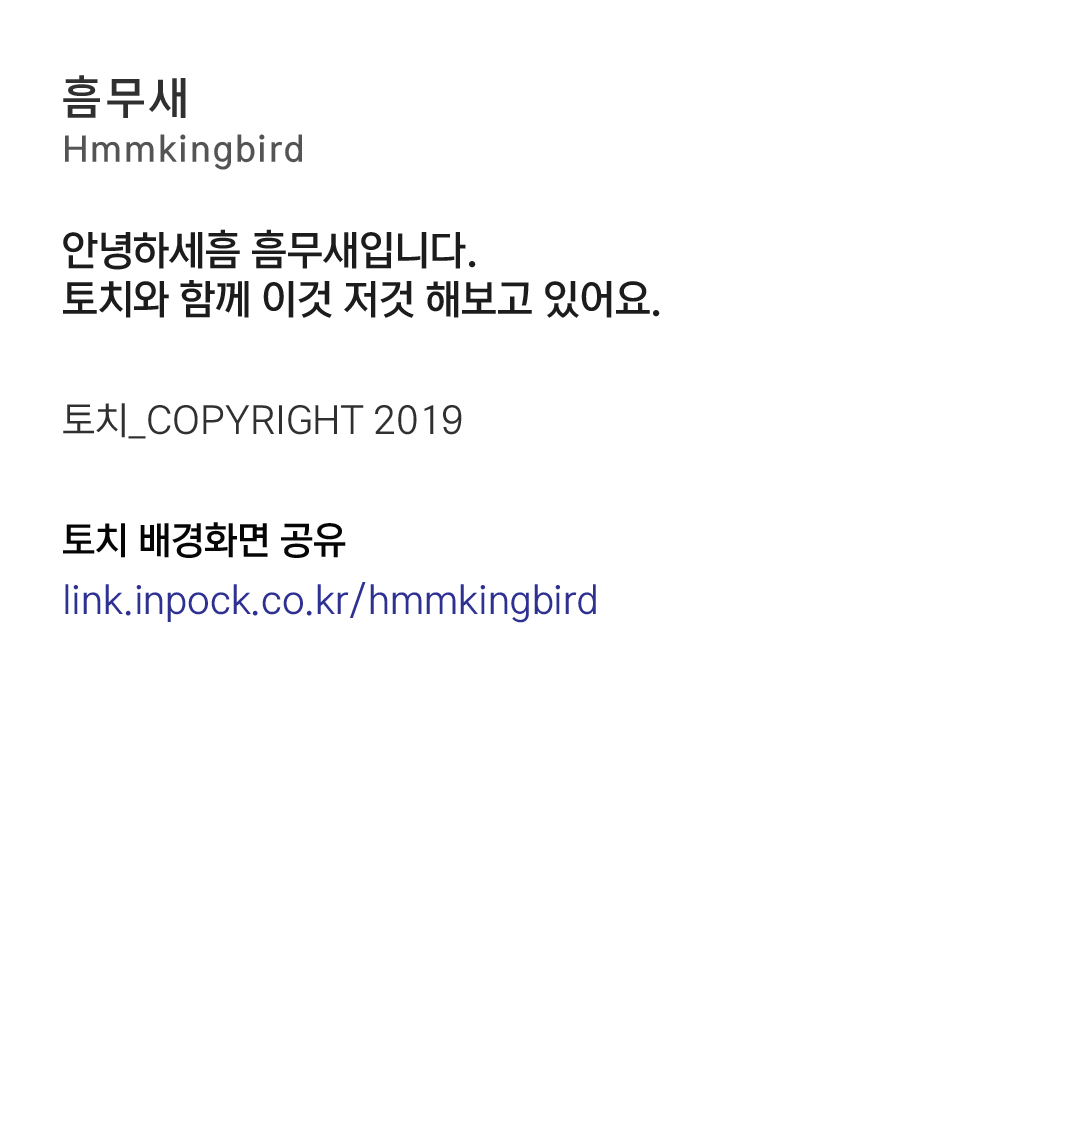 흠무새
Hmmkingbird
안녕하세흠 흠무새입니다.
토치와 함께 이것 저것 해보고 있어요.
토치_COPYRIGHT 2019
토치 배경화면 공유
link.inpock.co.kr/hmmkingbird